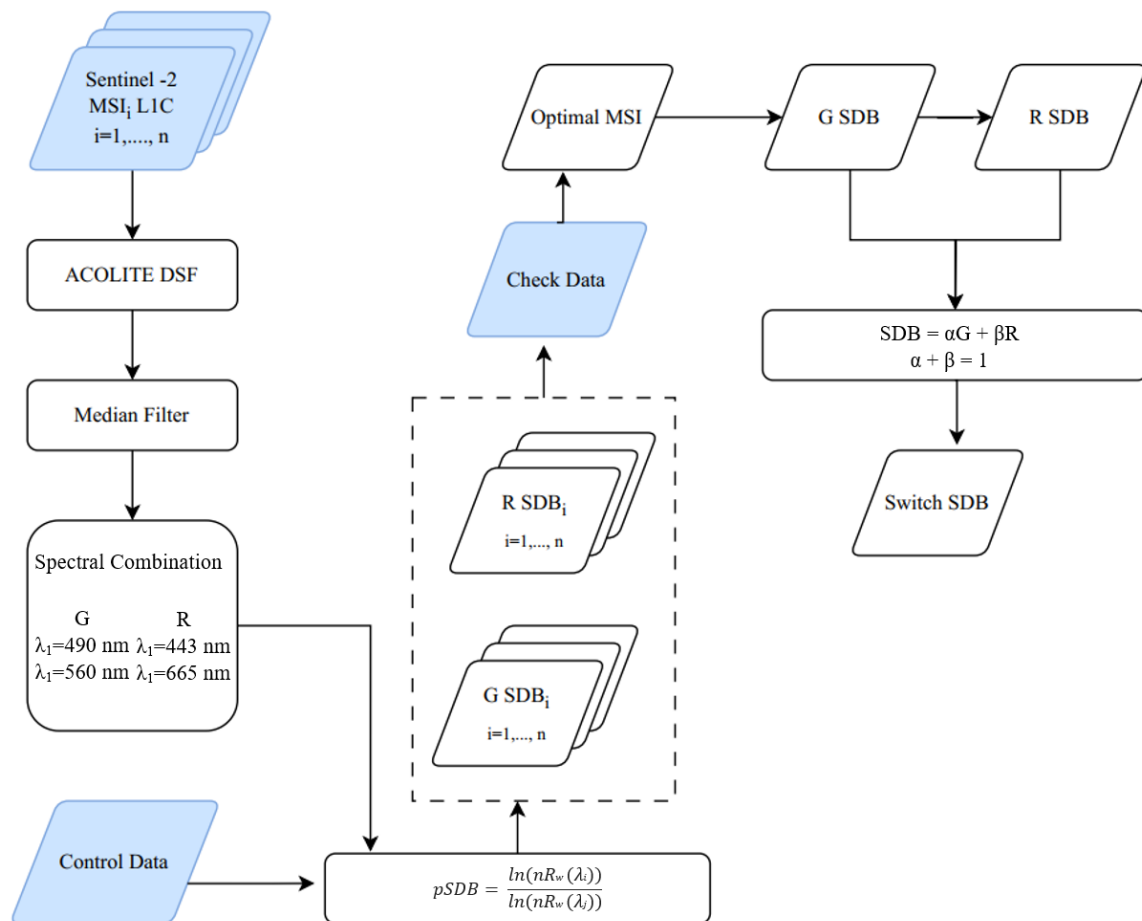 Sentinel -2
MSIi L1C
i=1,...., n
ACOLITE DSF
Median Filter
Spectral Combination
G R
λ1=490 nm λ1=443 nm
λ1=560 nm λ1=665 nm
Control Data
pSDB = ln(nRw(λi)) / ln(nRw(λj))
R SDBi
i=1,..., n
G SDBi
i=1,..., n
Check Data
Optimal MSI
G SDB
R SDB
SDB = αG + βR
α + β = 1
Switch SDB